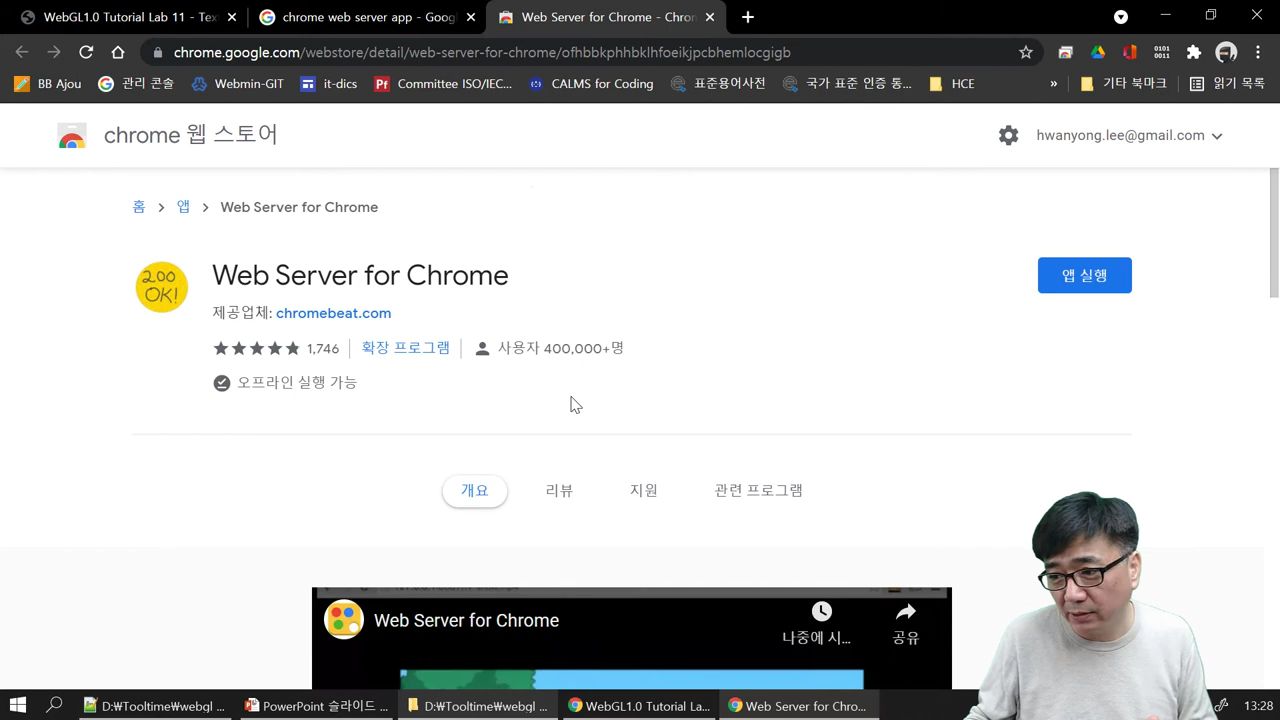 WebGL1.0 Tutorial Lab 11 - Tex
chrome web server app - Goog
Web Server for Chrome - Chron
chrome.google.com/webstore/detail/web-server-for-chrome/ofhbbkphhbklhfoeikjpcbhemlocgigb
BB Ajou
관리 콘솔
Webmin-GIT
it-dics
Committee ISO/IEC...
CALMS for Coding
표준용어사전
국가 표준 인증 통...
HCE
»
기타 북마크
읽기 목록
chrome 웹 스토어
hwanyong.lee@gmail.com
홈 > 앱 > Web Server for Chrome
200 OK!
Web Server for Chrome
앱 실행
제공업체: chromebeat.com
1,746
확장 프로그램
사용자 400,000+명
오프라인 실행 가능
개요
리뷰
지원
관련 프로그램
Web Server for Chrome
나중에 시...
공유
D:₩Tooltime₩webgl ...
PowerPoint 슬라이드 ...
D:₩Tooltime₩webgl ...
WebGL1.0 Tutorial La...
Web Server for Chro...
13:28